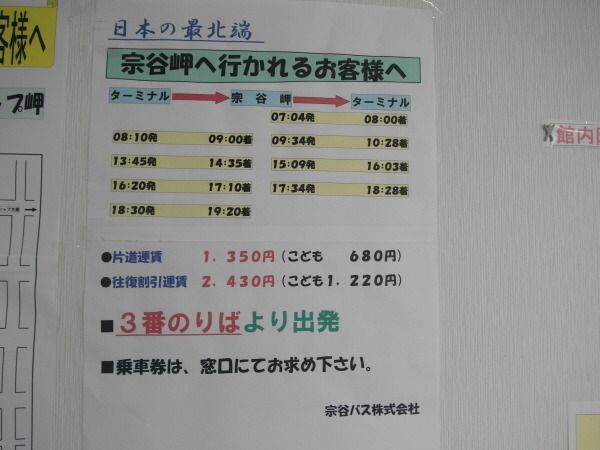 客様へ
ップ岬
日本の最北端
宗谷岬へ行かれるお客様へ
ターミナル 宗谷岬 ターミナル
07:04発 08:00着
08:10発 09:00着 09:34発 10:28着
13:45発 14:35着 15:09発 16:03着
16:20発 17:10着 17:34発 18:28着
18:30発 19:20着
●片道運賃 1.350円(こども 680円)
●往復割引運賃 2.430円(こども1.220円)
■3番のりばより出発
■乗車券は、窓口にてお求め下さい。
宗谷バス株式会社
館内